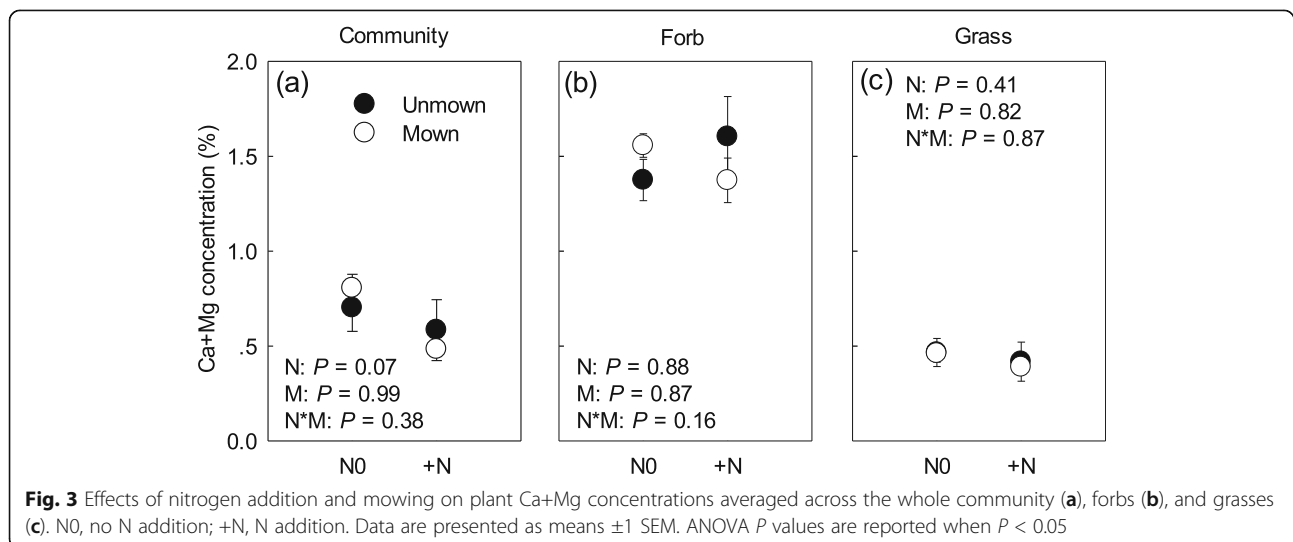 Community Forb Grass
(a) (b) (c)
Unmown
Mown
N: P = 0.41
M: P = 0.82
N*M: P = 0.87
Ca+Mg concentration (%)
2.0
1.5
1.0
.5
0.0
N: P = 0.07
M: P = 0.99
N*M: P = 0.38
N: P = 0.88
M: P = 0.87
N*M: P = 0.16
N0 +N N0 +N N0 +N
Fig. 3 Effects of nitrogen addition and mowing on plant Ca+Mg concentrations averaged across the whole community (a), forbs (b), and grasses
(c). N0, no N addition; +N, N addition. Data are presented as means ±1 SEM. ANOVA P values are reported when P < 0.05